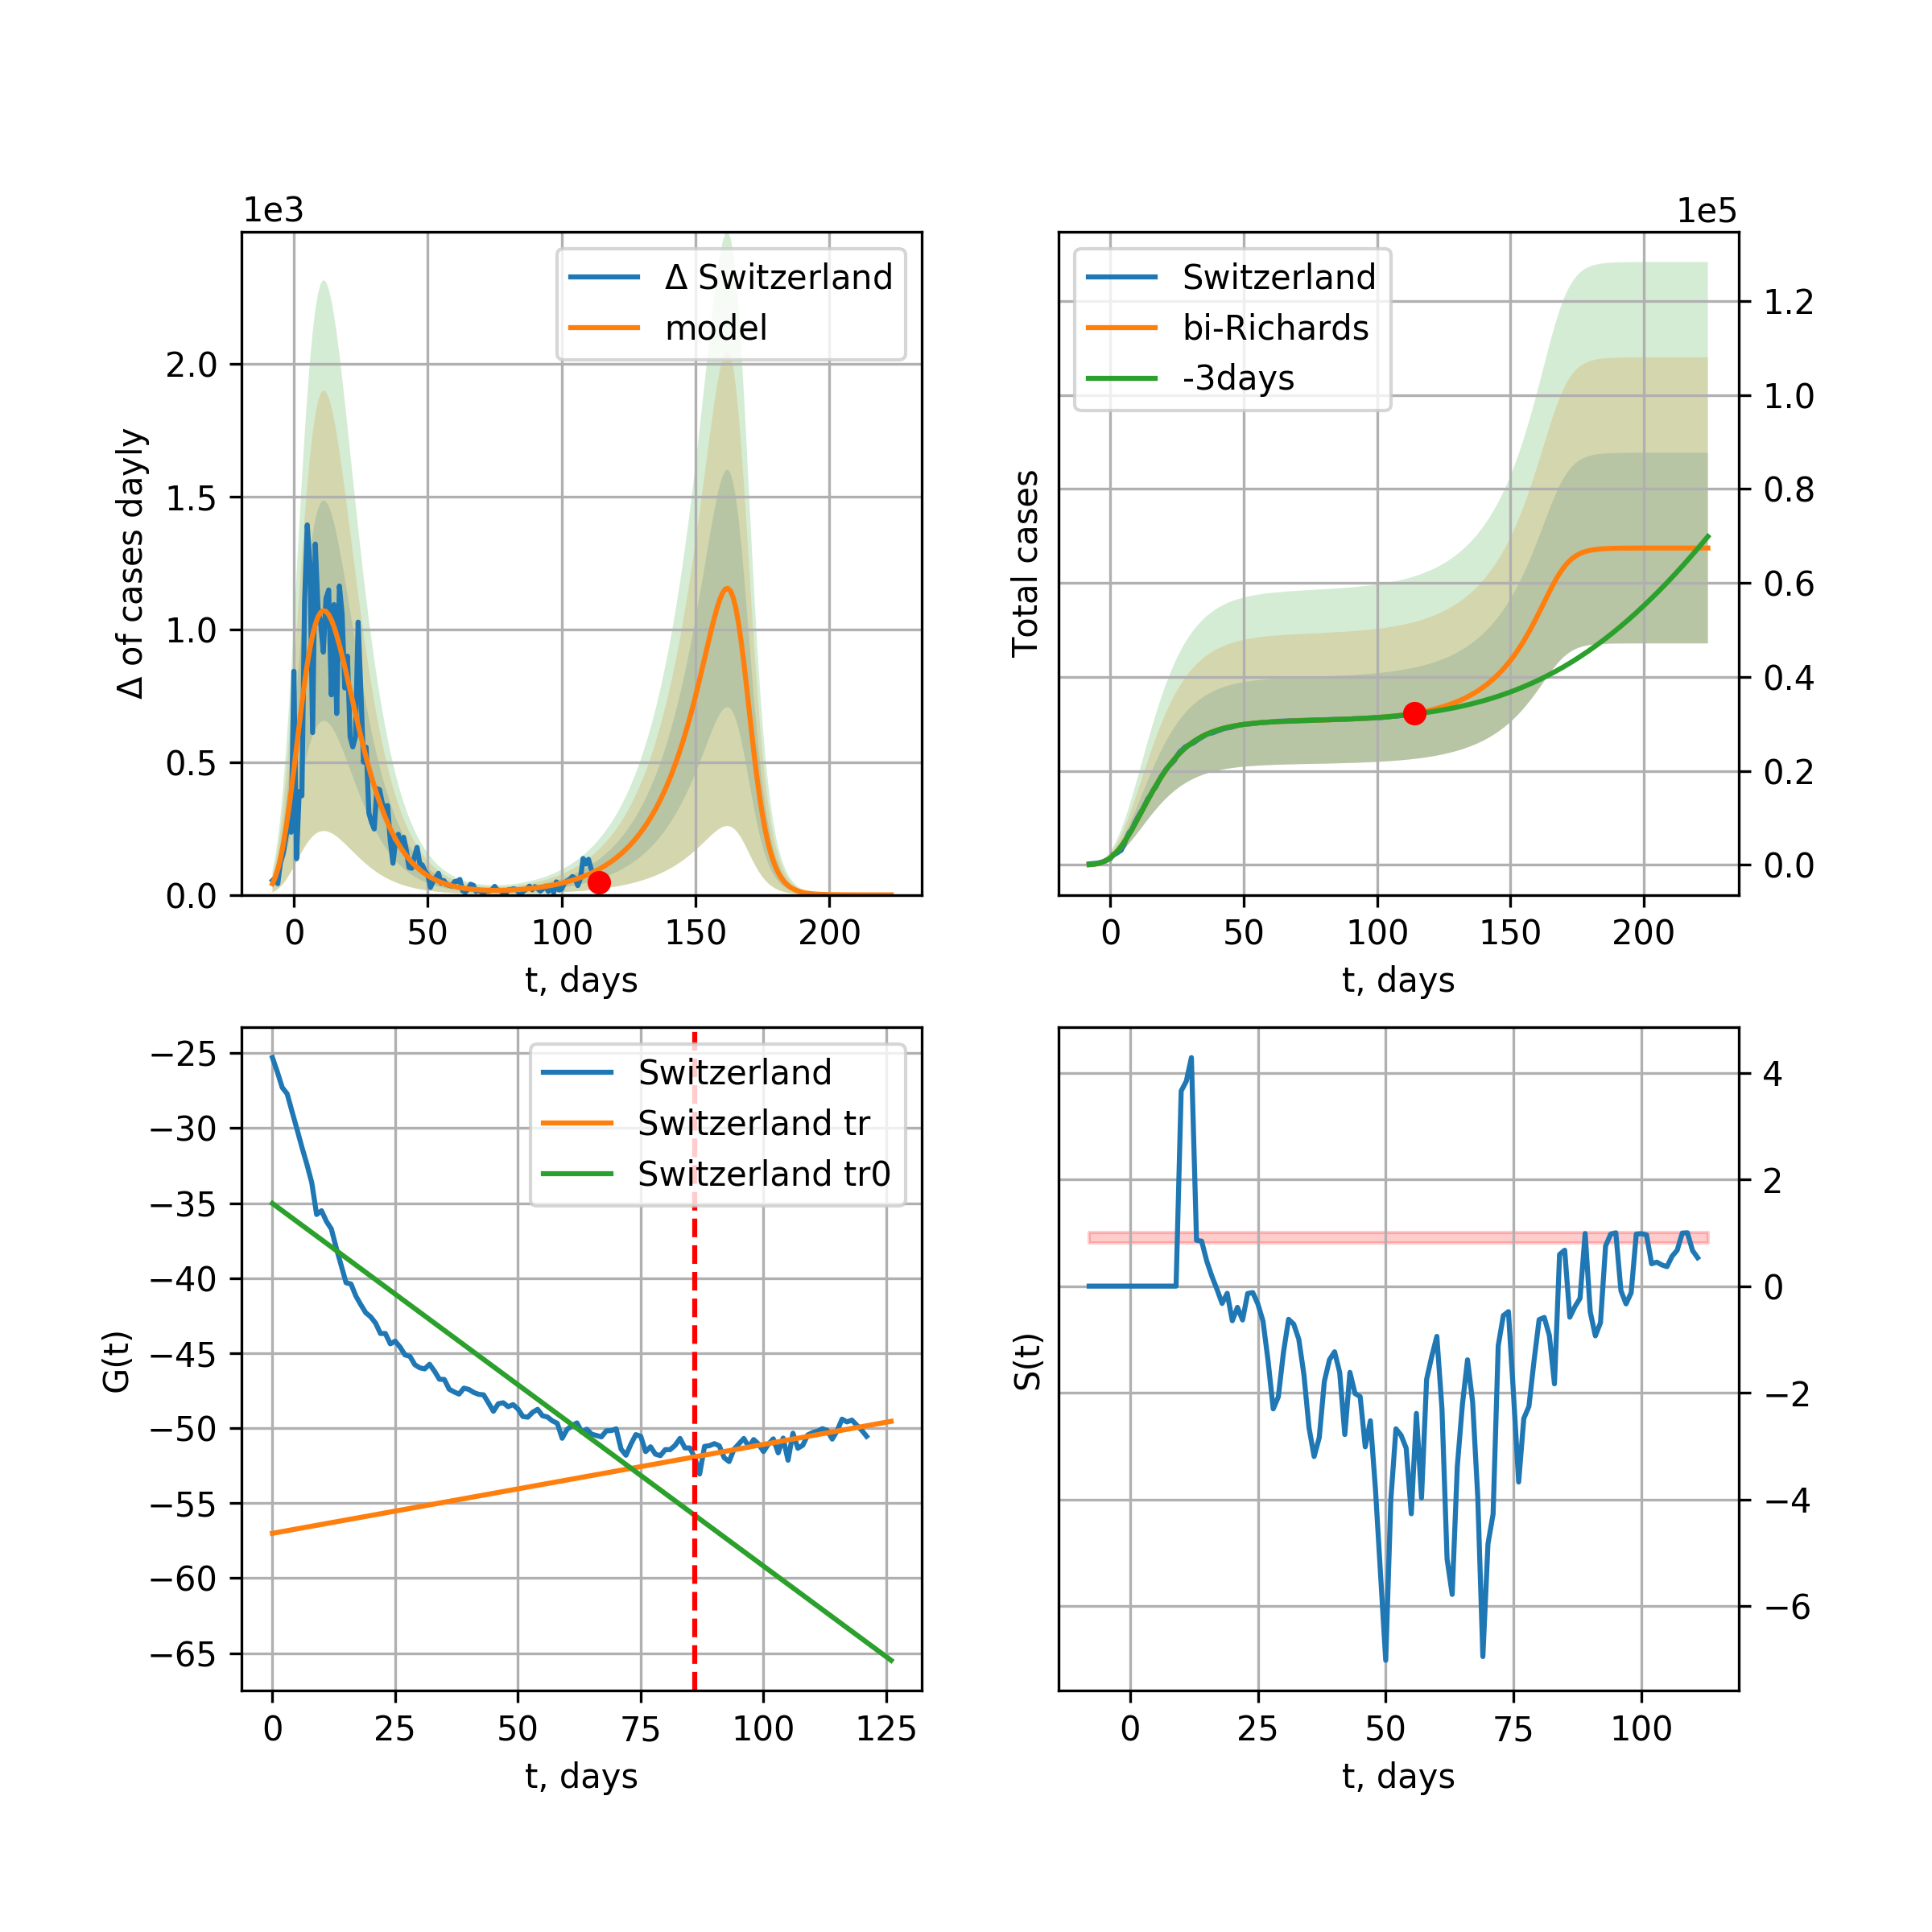 1e3
Δ Switzerland
model
Δ of cases dayly
2.0
1.5
1.0
0.5
0.0
0 50 100 150 200
t, days
1e5
Switzerland
bi-Richards
-3days
Total cases
1.2
1.0
0.8
0.6
0.4
0.2
0.0
0 50 100 150 200
t, days
Switzerland
Switzerland tr
Switzerland tr0
G(t)
−25
−30
−35
−40
−45
−50
−55
−60
−65
0 25 50 75 100 125
t, days
S(t)
4
2
0
−2
−4
−6
0 25 50 75 100
t, days